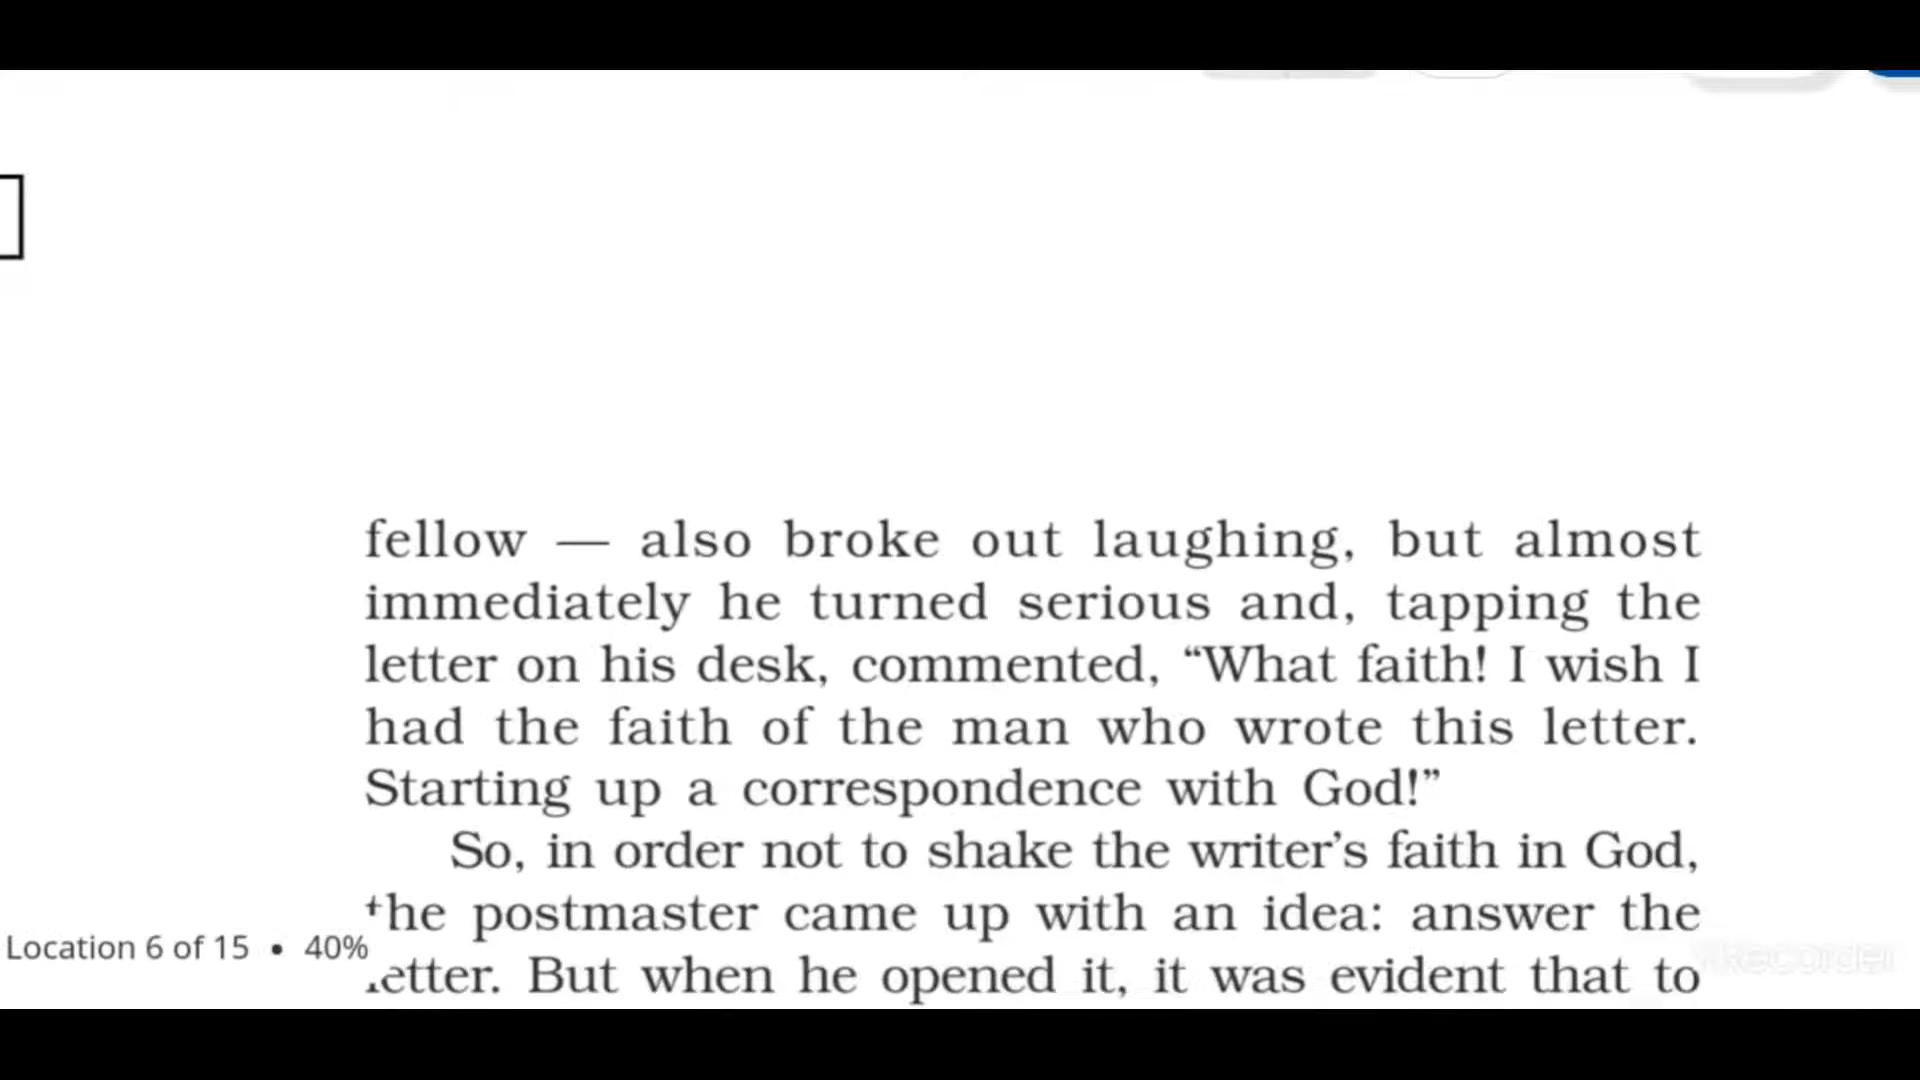 fellow — also broke out laughing, but almost
immediately he turned serious and, tapping the
letter on his desk, commented, “What faith! I wish I
had the faith of the man who wrote this letter.
Starting up a correspondence with God!”
So, in order not to shake the writer’s faith in God,
the postmaster came up with an idea: answer the
letter. But when he opened it, it was evident that to
Location 6 of 15 • 40%